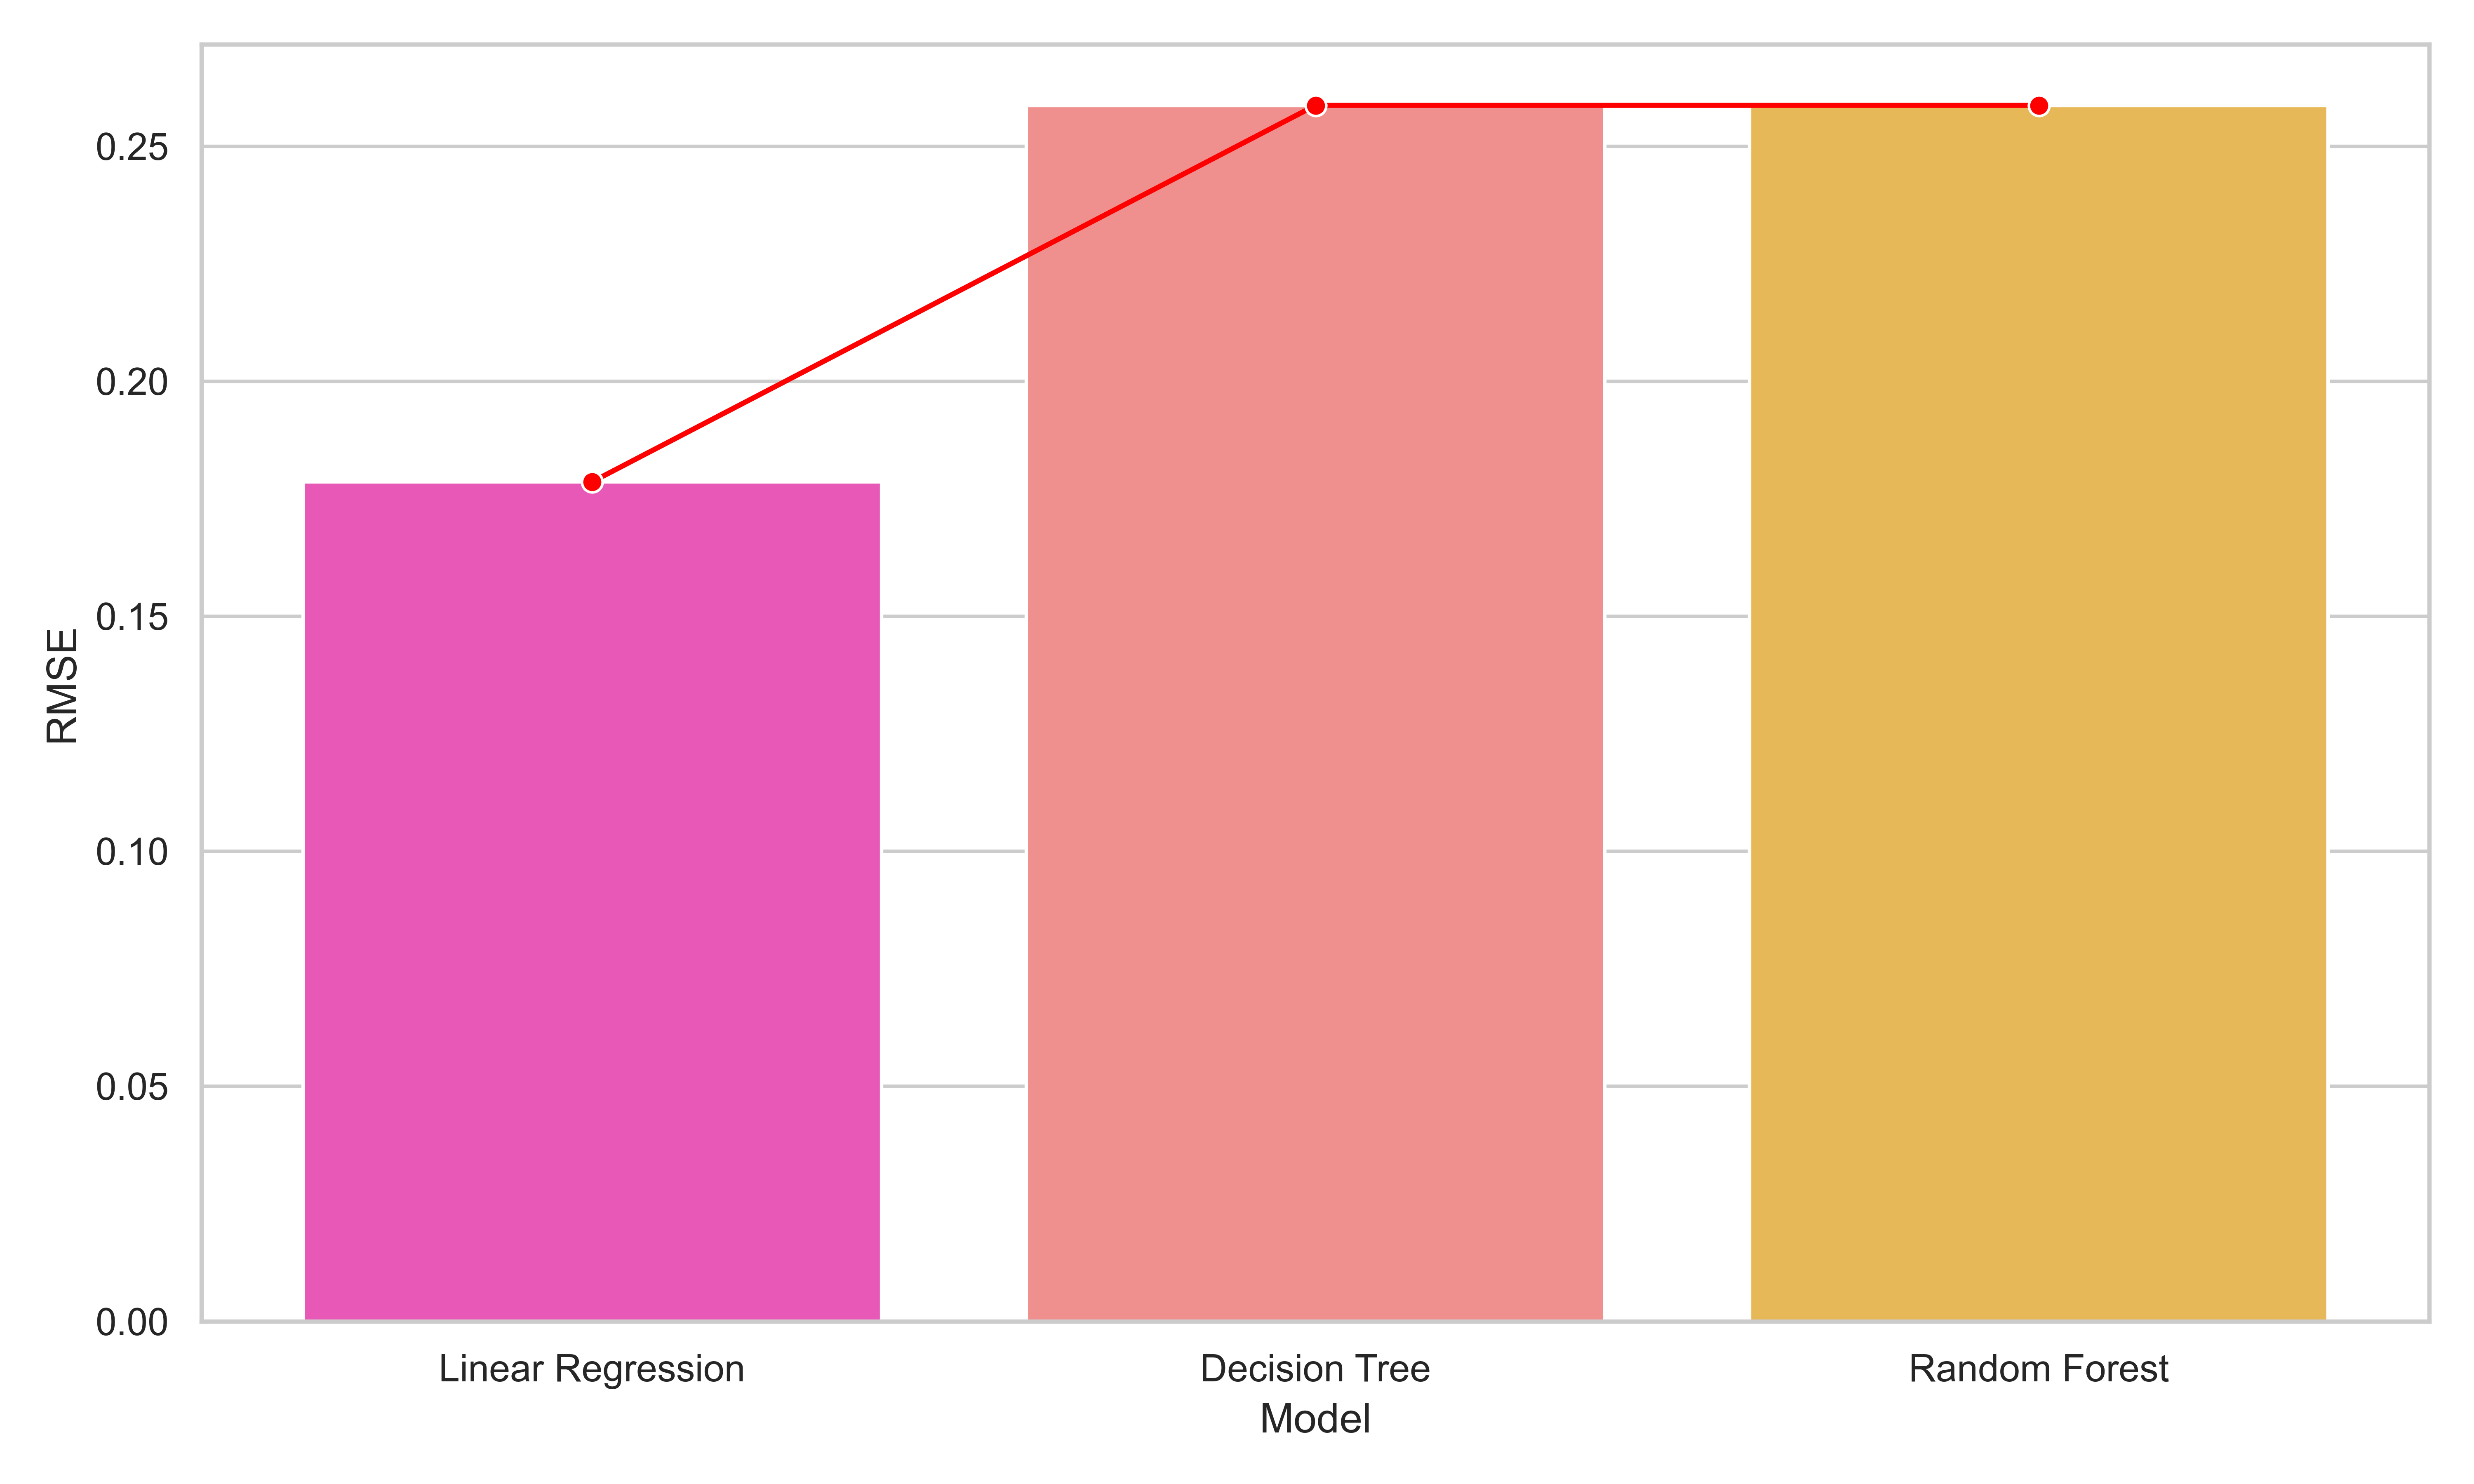 0.25
0.20
0.15
0.10
0.05
0.00
RMSE
Linear Regression
Decision Tree
Random Forest
Model